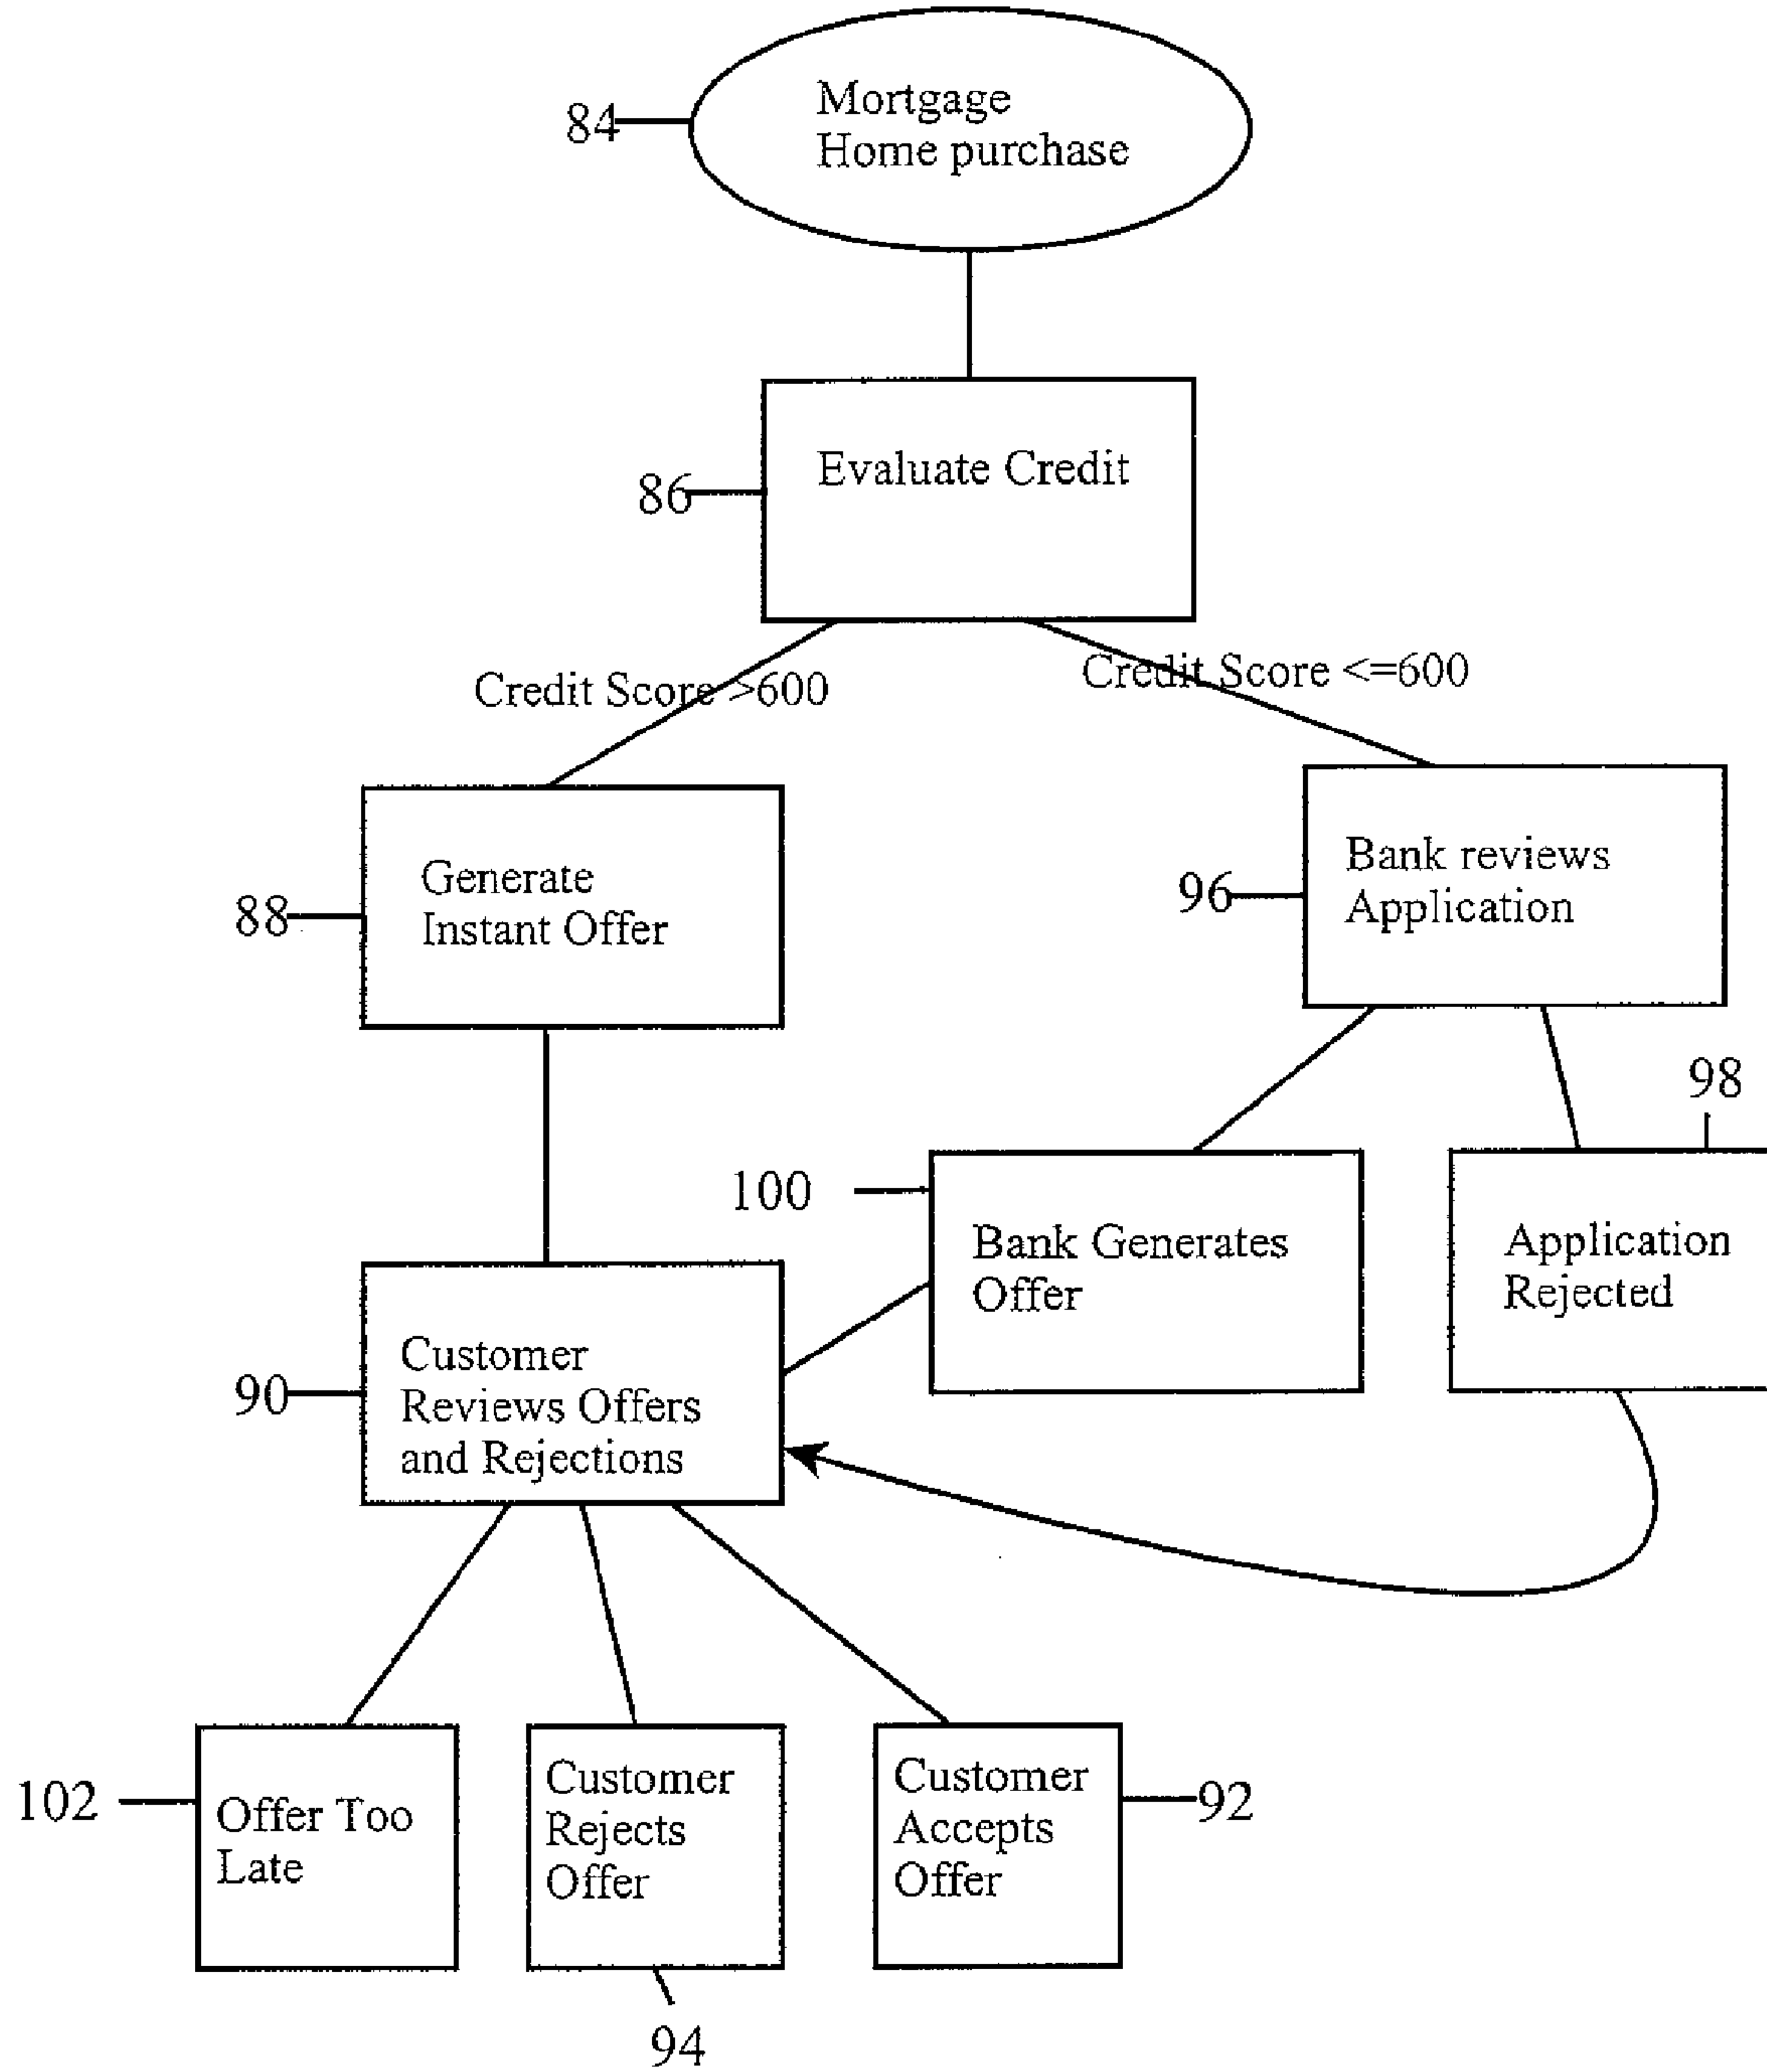 84
Mortgage
Home purchase
86
Evaluate Credit
Credit Score >600
Credit Score <=600
88
Generate
Instant Offer
96
Bank reviews
Application
98
100
Bank Generates
Offer
Application
Rejected
90
Customer
Reviews Offers
and Rejections
102
Offer Too
Late
Customer
Rejects
Offer
Customer
Accepts
Offer
92
94